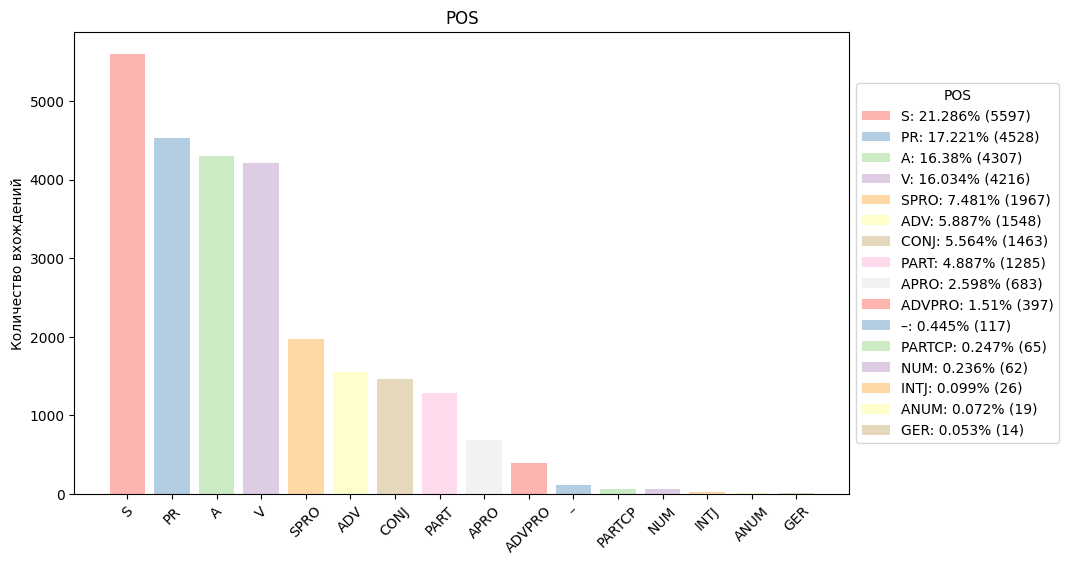 POS
Количество вхождений
5000
4000
3000
2000
1000
0
S
PR
A
V
SPRO
ADV
CONJ
PART
APRO
ADVPRO
–
PARTCP
NUM
INTJ
ANUM
GER
POS
S: 21.286% (5597)
PR: 17.221% (4528)
A: 16.38% (4307)
V: 16.034% (4216)
SPRO: 7.481% (1967)
ADV: 5.887% (1548)
CONJ: 5.564% (1463)
PART: 4.887% (1285)
APRO: 2.598% (683)
ADVPRO: 1.51% (397)
–: 0.445% (117)
PARTCP: 0.247% (65)
NUM: 0.236% (62)
INTJ: 0.099% (26)
ANUM: 0.072% (19)
GER: 0.053% (14)